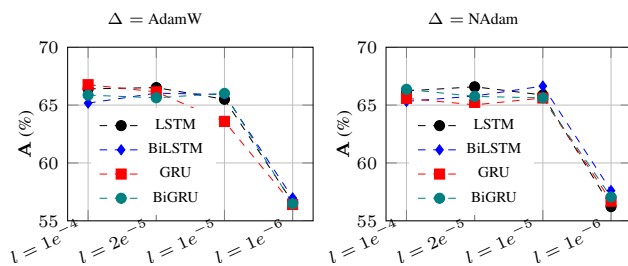 Δ = AdamW
70
65
60
55
A (%)
LSTM
BiLSTM
GRU
BiGRU
l = 1e^{-4}
l = 2e^{-5}
l = 1e^{-5}
l = 1e^{-6}
Δ = NAdam
70
65
60
55
A (%)
LSTM
BiLSTM
GRU
BiGRU
l = 1e^{-4}
l = 2e^{-5}
l = 1e^{-5}
l = 1e^{-6}